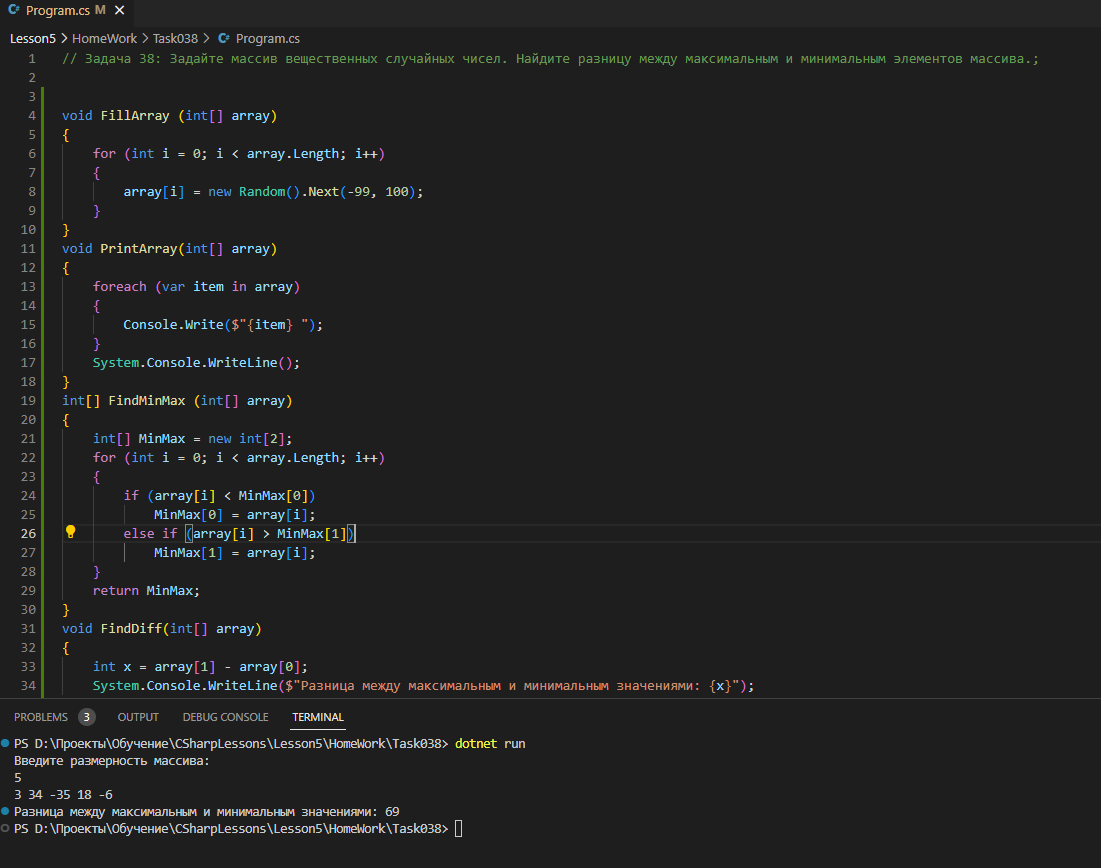 Program.cs M
Lesson5 > HomeWork > Task038 > Program.cs
1 // Задача 38: Задайте массив вещественных случайных чисел. Найдите разницу между максимальным и минимальным элементов массива.;
2
3
4 void FillArray (int[] array)
5 {
6 for (int i = 0; i < array.Length; i++)
7 {
8 array[i] = new Random().Next(-99, 100);
9 }
10 }
11 void PrintArray(int[] array)
12 {
13 foreach (var item in array)
14 {
15 Console.Write($"{item} ");
16 }
17 System.Console.WriteLine();
18 }
19 int[] FindMinMax (int[] array)
20 {
21 int[] MinMax = new int[2];
22 for (int i = 0; i < array.Length; i++)
23 {
24 if (array[i] < MinMax[0])
25 MinMax[0] = array[i];
26 else if (array[i] > MinMax[1])
27 MinMax[1] = array[i];
28 }
29 return MinMax;
30 }
31 void FindDiff(int[] array)
32 {
33 int x = array[1] - array[0];
34 System.Console.WriteLine($"Разница между максимальным и минимальным значениями: {x}");
PROBLEMS 3 OUTPUT DEBUG CONSOLE TERMINAL
PS D:\Проекты\Обучение\CSharpLessons\Lesson5\HomeWork\Task038> dotnet run
Введите размерность массива:
5
3 34 -35 18 -6
Разница между максимальным и минимальным значениями: 69
PS D:\Проекты\Обучение\CSharpLessons\Lesson5\HomeWork\Task038>